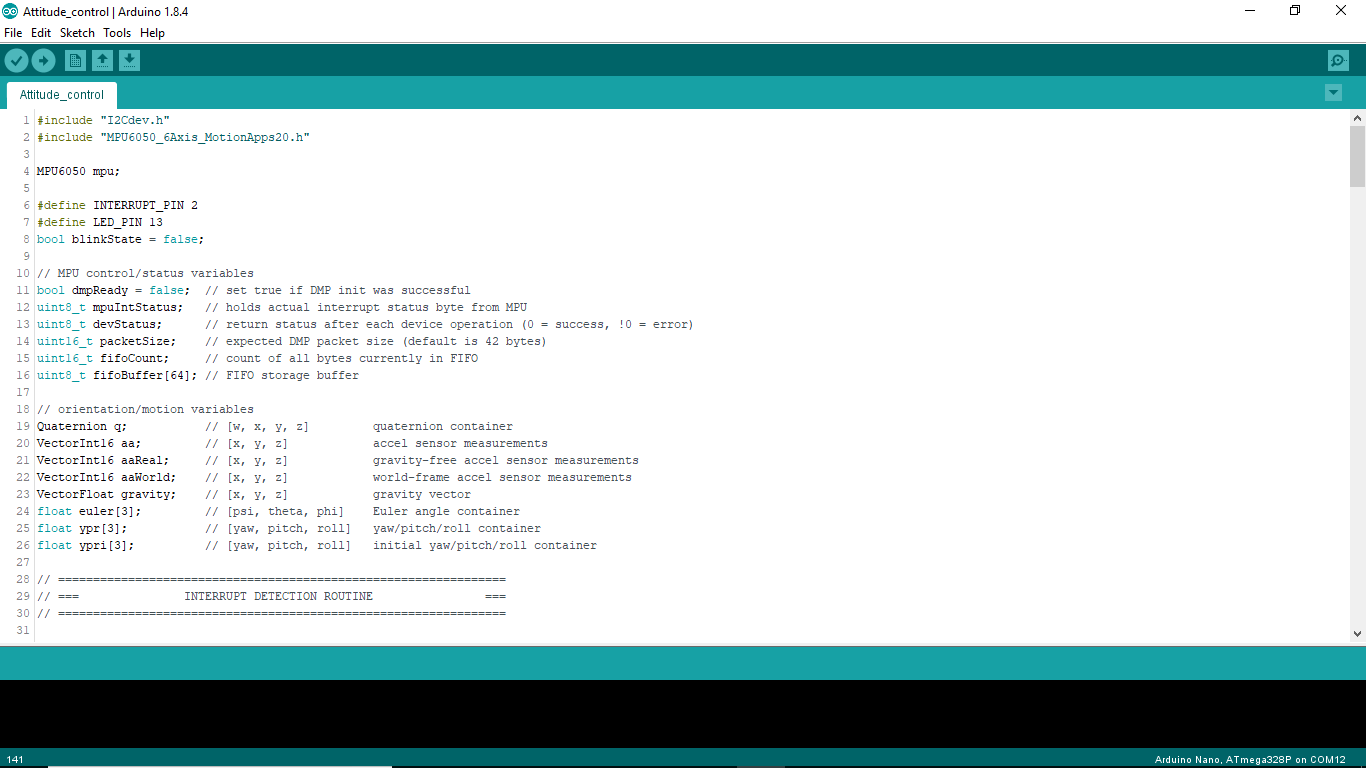 Attitude_control | Arduino 1.8.4
File Edit Sketch Tools Help
Attitude_control
1 #include "I2Cdev.h"
2 #include "MPU6050_6Axis_MotionApps20.h"
3
4 MPU6050 mpu;
5
6 #define INTERRUPT_PIN 2
7 #define LED_PIN 13
8 bool blinkState = false;
9
10 // MPU control/status variables
11 bool dmpReady = false;  // set true if DMP init was successful
12 uint8_t mpuIntStatus;   // holds actual interrupt status byte from MPU
13 uint8_t devStatus;      // return status after each device operation (0 = success, !0 = error)
14 uint16_t packetSize;    // expected DMP packet size (default is 42 bytes)
15 uint16_t fifoCount;     // count of all bytes currently in FIFO
16 uint8_t fifoBuffer[64]; // FIFO storage buffer
17
18 // orientation/motion variables
19 Quaternion q;           // [w, x, y, z]         quaternion container
20 VectorInt16 aa;         // [x, y, z]            accel sensor measurements
21 VectorInt16 aaReal;     // [x, y, z]            gravity-free accel sensor measurements
22 VectorInt16 aaWorld;    // [x, y, z]            world-frame accel sensor measurements
23 VectorFloat gravity;    // [x, y, z]            gravity vector
24 float euler[3];         // [psi, theta, phi]    Euler angle container
25 float ypr[3];           // [yaw, pitch, roll]   yaw/pitch/roll container
26 float ypri[3];          // [yaw, pitch, roll]   initial yaw/pitch/roll container
27
28 // ================================================================
29 // ===               INTERRUPT DETECTION ROUTINE                ===
30 // ================================================================
31
141
Arduino Nano, ATmega328P on COM12